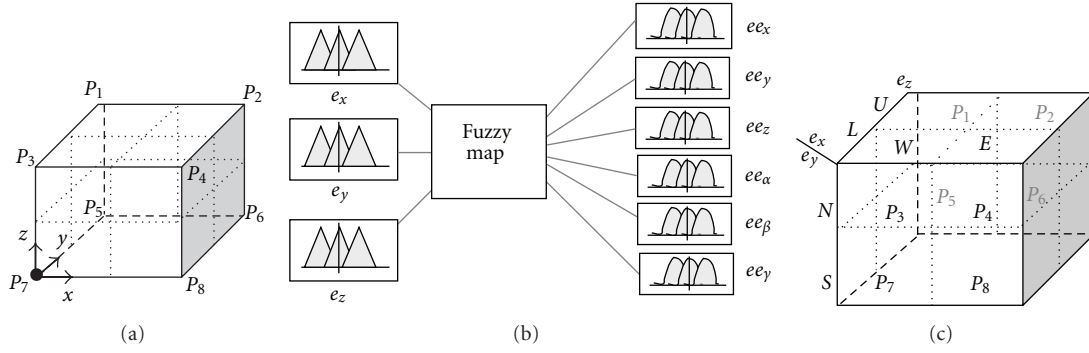 P1
P2
P3
P4
P5
P6
P7
P8
z
y
x
(a)
ex
ey
ez
Fuzzy
map
eex
eey
eez
eeα
eeβ
eeγ
(b)
ez
U
L
ex
ey
W
E
N
S
P1
P2
P3
P4
P5
P6
P7
P8
(c)